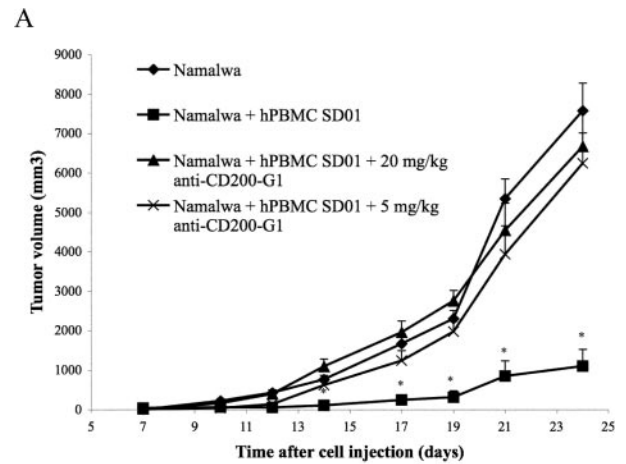 A
9000
8000
7000
6000
5000
4000
3000
2000
1000
0
Tumor volume (mm3)
Namalwa
Namalwa + hPBMC SD01
Namalwa + hPBMC SD01 + 20 mg/kg
anti-CD200-G1
Namalwa + hPBMC SD01 + 5 mg/kg
anti-CD200-G1
* * * * *
5 7 9 11 13 15 17 19 21 23 25
Time after cell injection (days)